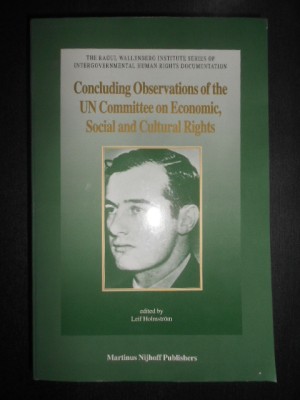 THE RAOUL WALLENBERG INSTITUTE SERIES OF
INTERGOVERNMENTAL HUMAN RIGHTS DOCUMENTATION
Concluding Observations of the
UN Committee on Economic,
Social and Cultural Rights
edited by
Leif Holmström
Martinus Nijhoff Publishers